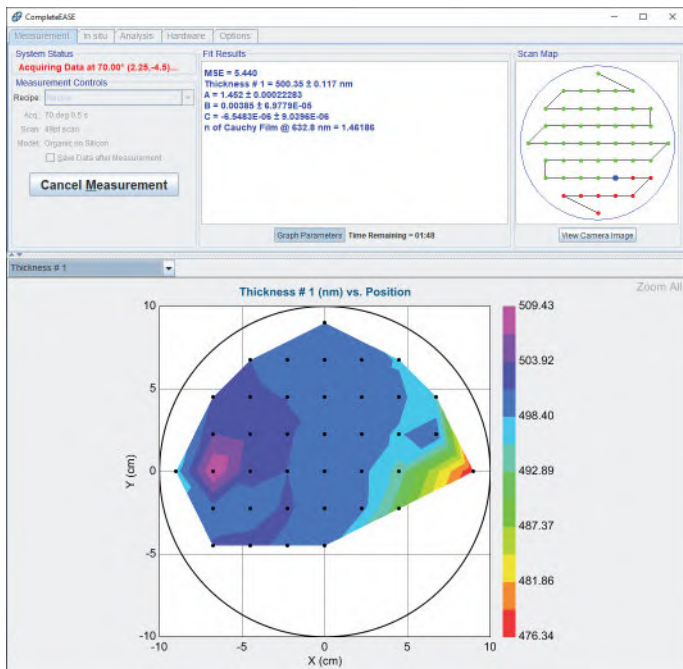 CompleteEASE
Measurement In situ Analysis Hardware Options
System Status
Acquiring Data at 70.00° (2.25,-4.5)...
Measurement Controls
Recipe:
Acq.: 70 deg 0.5 s
Scan: 49pt scan
Model: Organic on Silicon
Save Data after Measurement
Cancel Measurement
Fit Results
MSE = 5.440
Thickness # 1 = 500.35 ± 0.117 nm
A = 1.452 ± 0.00022283
B = 0.00385 ± 6.9779E-05
C = -6.5483E-06 ± 9.0396E-06
n of Cauchy Film @ 632.8 nm = 1.46186
Graph Parameters Time Remaining = 01:48
Scan Map
View Camera Image
Thickness # 1
Zoom All
Thickness # 1 (nm) vs. Position
10
5
0
-5
-10
Y (cm)
-10 -5 0 5 10
X (cm)
509.43
503.92
498.40
492.89
487.37
481.86
476.34